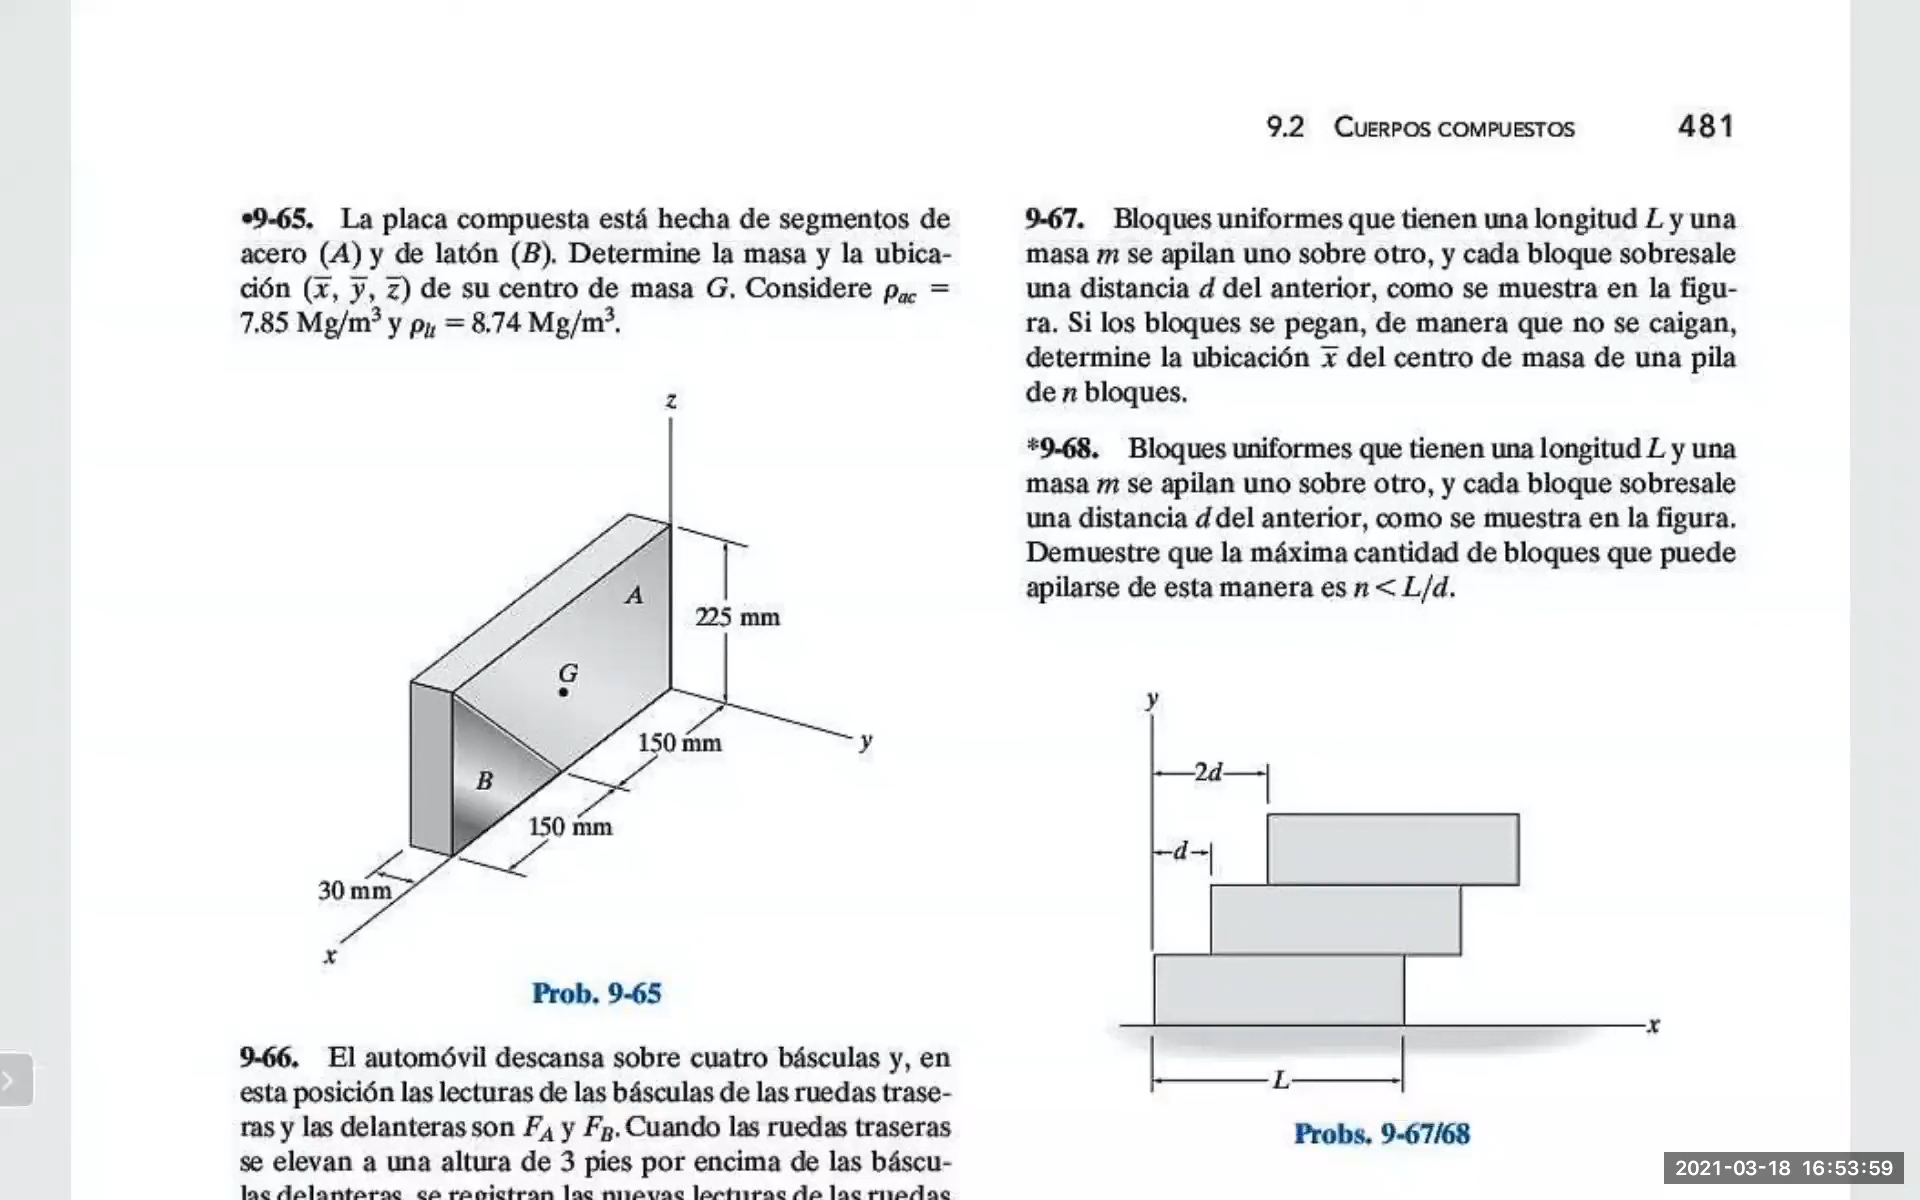 9.2 CUERPOS COMPUESTOS 481
•9-65. La placa compuesta está hecha de segmentos de
acero (A) y de latón (B). Determine la masa y la ubica-
ción (x̅, y̅, z̅) de su centro de masa G. Considere ρac =
7.85 Mg/m³ y ρlt = 8.74 Mg/m³.
z
A
225 mm
G
150 mm
y
B
150 mm
30 mm
x
Prob. 9-65
9-66. El automóvil descansa sobre cuatro básculas y, en
esta posición las lecturas de las básculas de las ruedas trase-
ras y las delanteras son FA y FB. Cuando las ruedas traseras
se elevan a una altura de 3 pies por encima de las báscu-
las delanteras, se registran las nuevas lecturas de las ruedas
9-67. Bloques uniformes que tienen una longitud L y una
masa m se apilan uno sobre otro, y cada bloque sobresale
una distancia d del anterior, como se muestra en la figu-
ra. Si los bloques se pegan, de manera que no se caigan,
determine la ubicación x̅ del centro de masa de una pila
de n bloques.
*9-68. Bloques uniformes que tienen una longitud L y una
masa m se apilan uno sobre otro, y cada bloque sobresale
una distancia d del anterior, como se muestra en la figura.
Demuestre que la máxima cantidad de bloques que puede
apilarse de esta manera es n < L/d.
y
2d
d
x
L
Probs. 9-67/68
2021-03-18 16:53:59